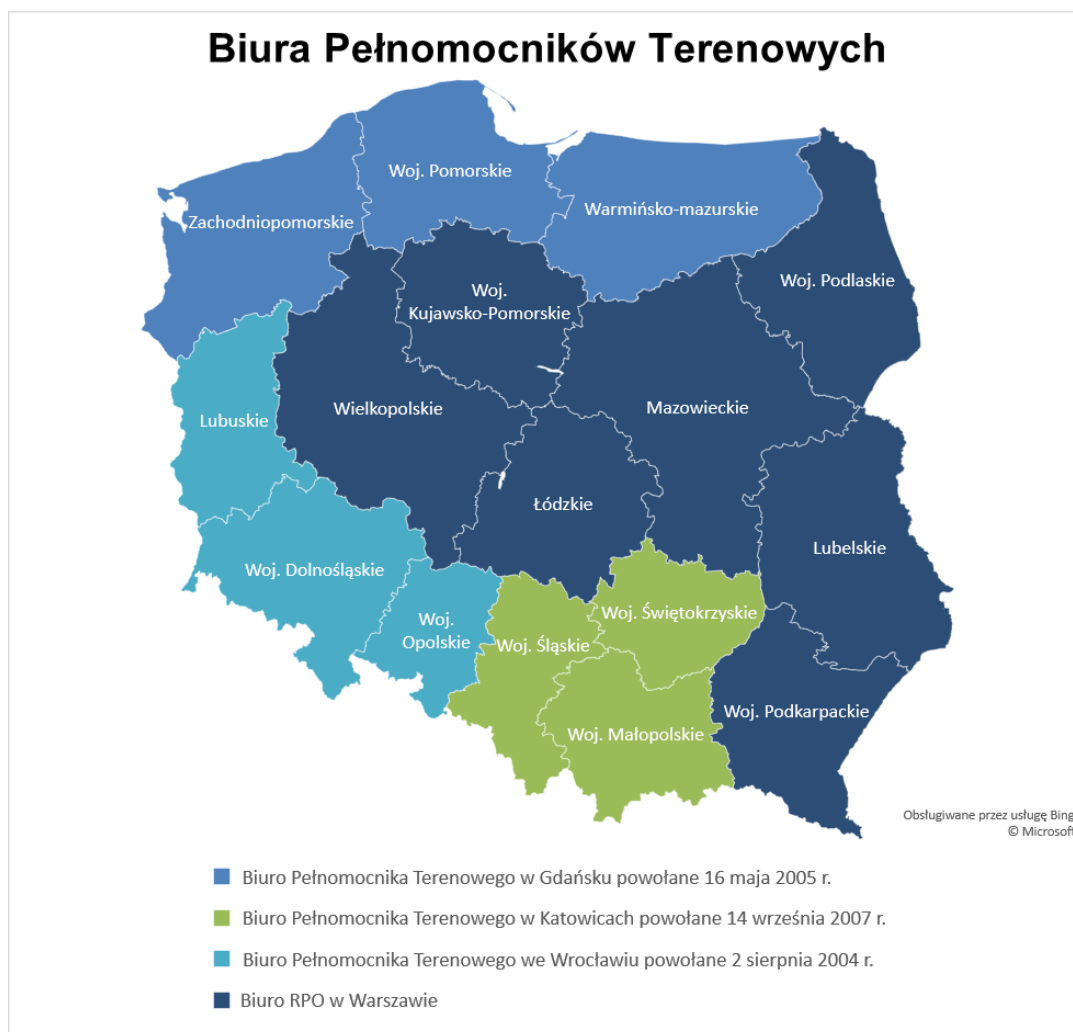 Biura Pełnomocników Terenowych
Woj. Pomorskie
Warmińsko-mazurskie
Zachodniopomorskie
Woj. Podlaskie
Woj.
Kujawsko-Pomorskie
Wielkopolskie
Mazowieckie
Lubuskie
Łódzkie
Lubelskie
Woj. Dolnośląskie
Woj.
Opolskie
Woj. Śląskie
Woj. Świętokrzyskie
Woj. Podkarpackie
Woj. Małopolskie
Obsługiwane przez usługę Bing
© Microsoft
Biuro Pełnomocnika Terenowego w Gdańsku powołane 16 maja 2005 r.
Biuro Pełnomocnika Terenowego w Katowicach powołane 14 września 2007 r.
Biuro Pełnomocnika Terenowego we Wrocławiu powołane 2 sierpnia 2004 r.
Biuro RPO w Warszawie